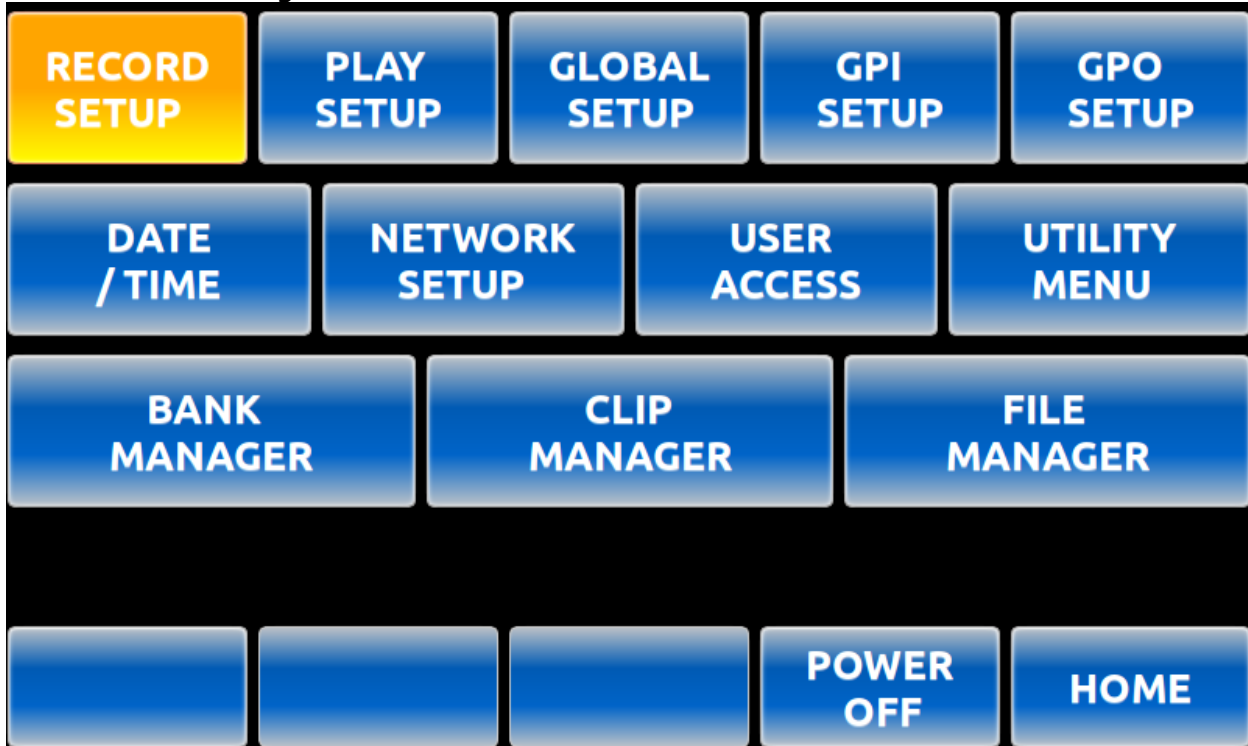 RECORD
SETUP
PLAY
SETUP
GLOBAL
SETUP
GPI
SETUP
GPO
SETUP
DATE
/ TIME
NETWORK
SETUP
USER
ACCESS
UTILITY
MENU
BANK
MANAGER
CLIP
MANAGER
FILE
MANAGER
POWER
OFF
HOME